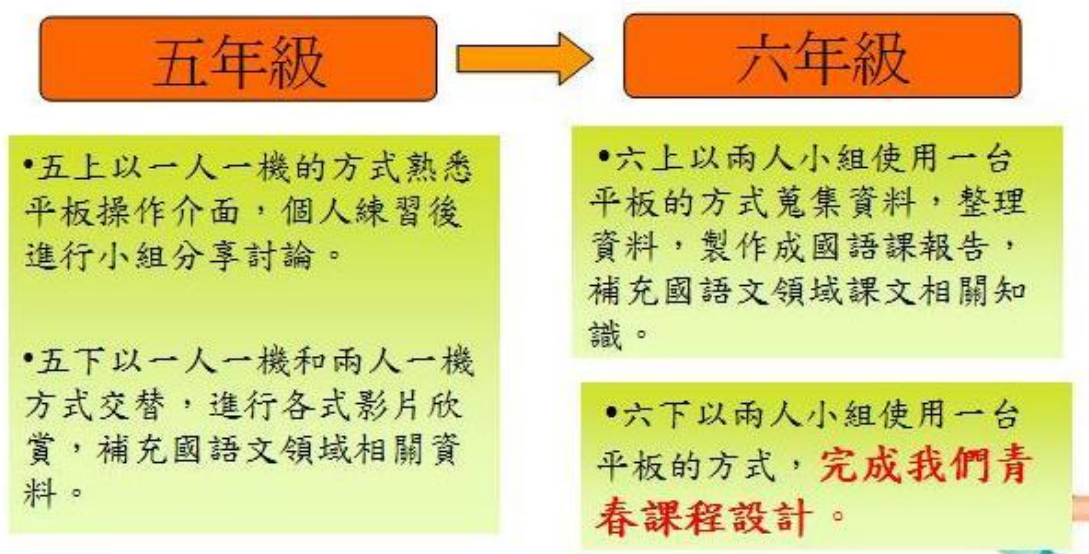 五年級
六年級
•五上以一人一機的方式熟悉
平板操作介面，個人練習後
進行小組分享討論。
•五下以一人一機和兩人一機
方式交替，進行各式影片欣
賞，補充國語文領域相關資
料。
•六上以兩人小組使用一台
平板的方式蒐集資料，整理
資料，製作成國語課報告，
補充國語文領域課文相關知
識。
•六下以兩人小組使用一台
平板的方式，完成我們青
春課程設計。